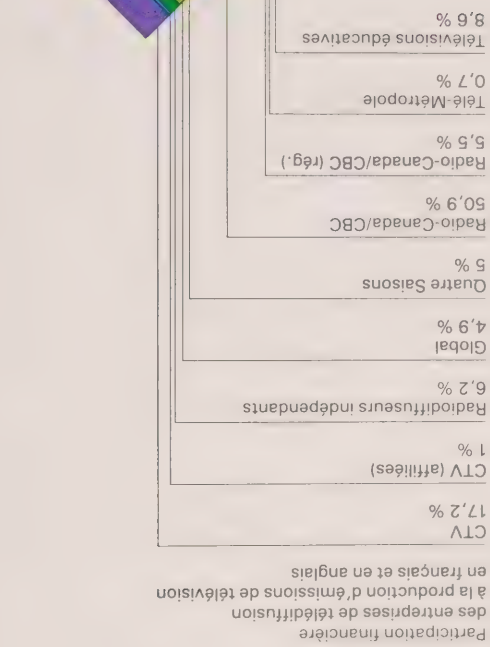 Participation financière
des entreprises de télédiffusion
à la production d'émissions de télévision
en français et en anglais
CTV
17,2 %
CTV (affiliées)
1 %
Radiodiffuseurs indépendants
6,2 %
Global
4,9 %
Quatre Saisons
5 %
Radio-Canada/CBC
50,9 %
Radio-Canada/CBC (rég.)
5,5 %
Télé-Métropole
0,7 %
Télévisions éducatives
8,6 %